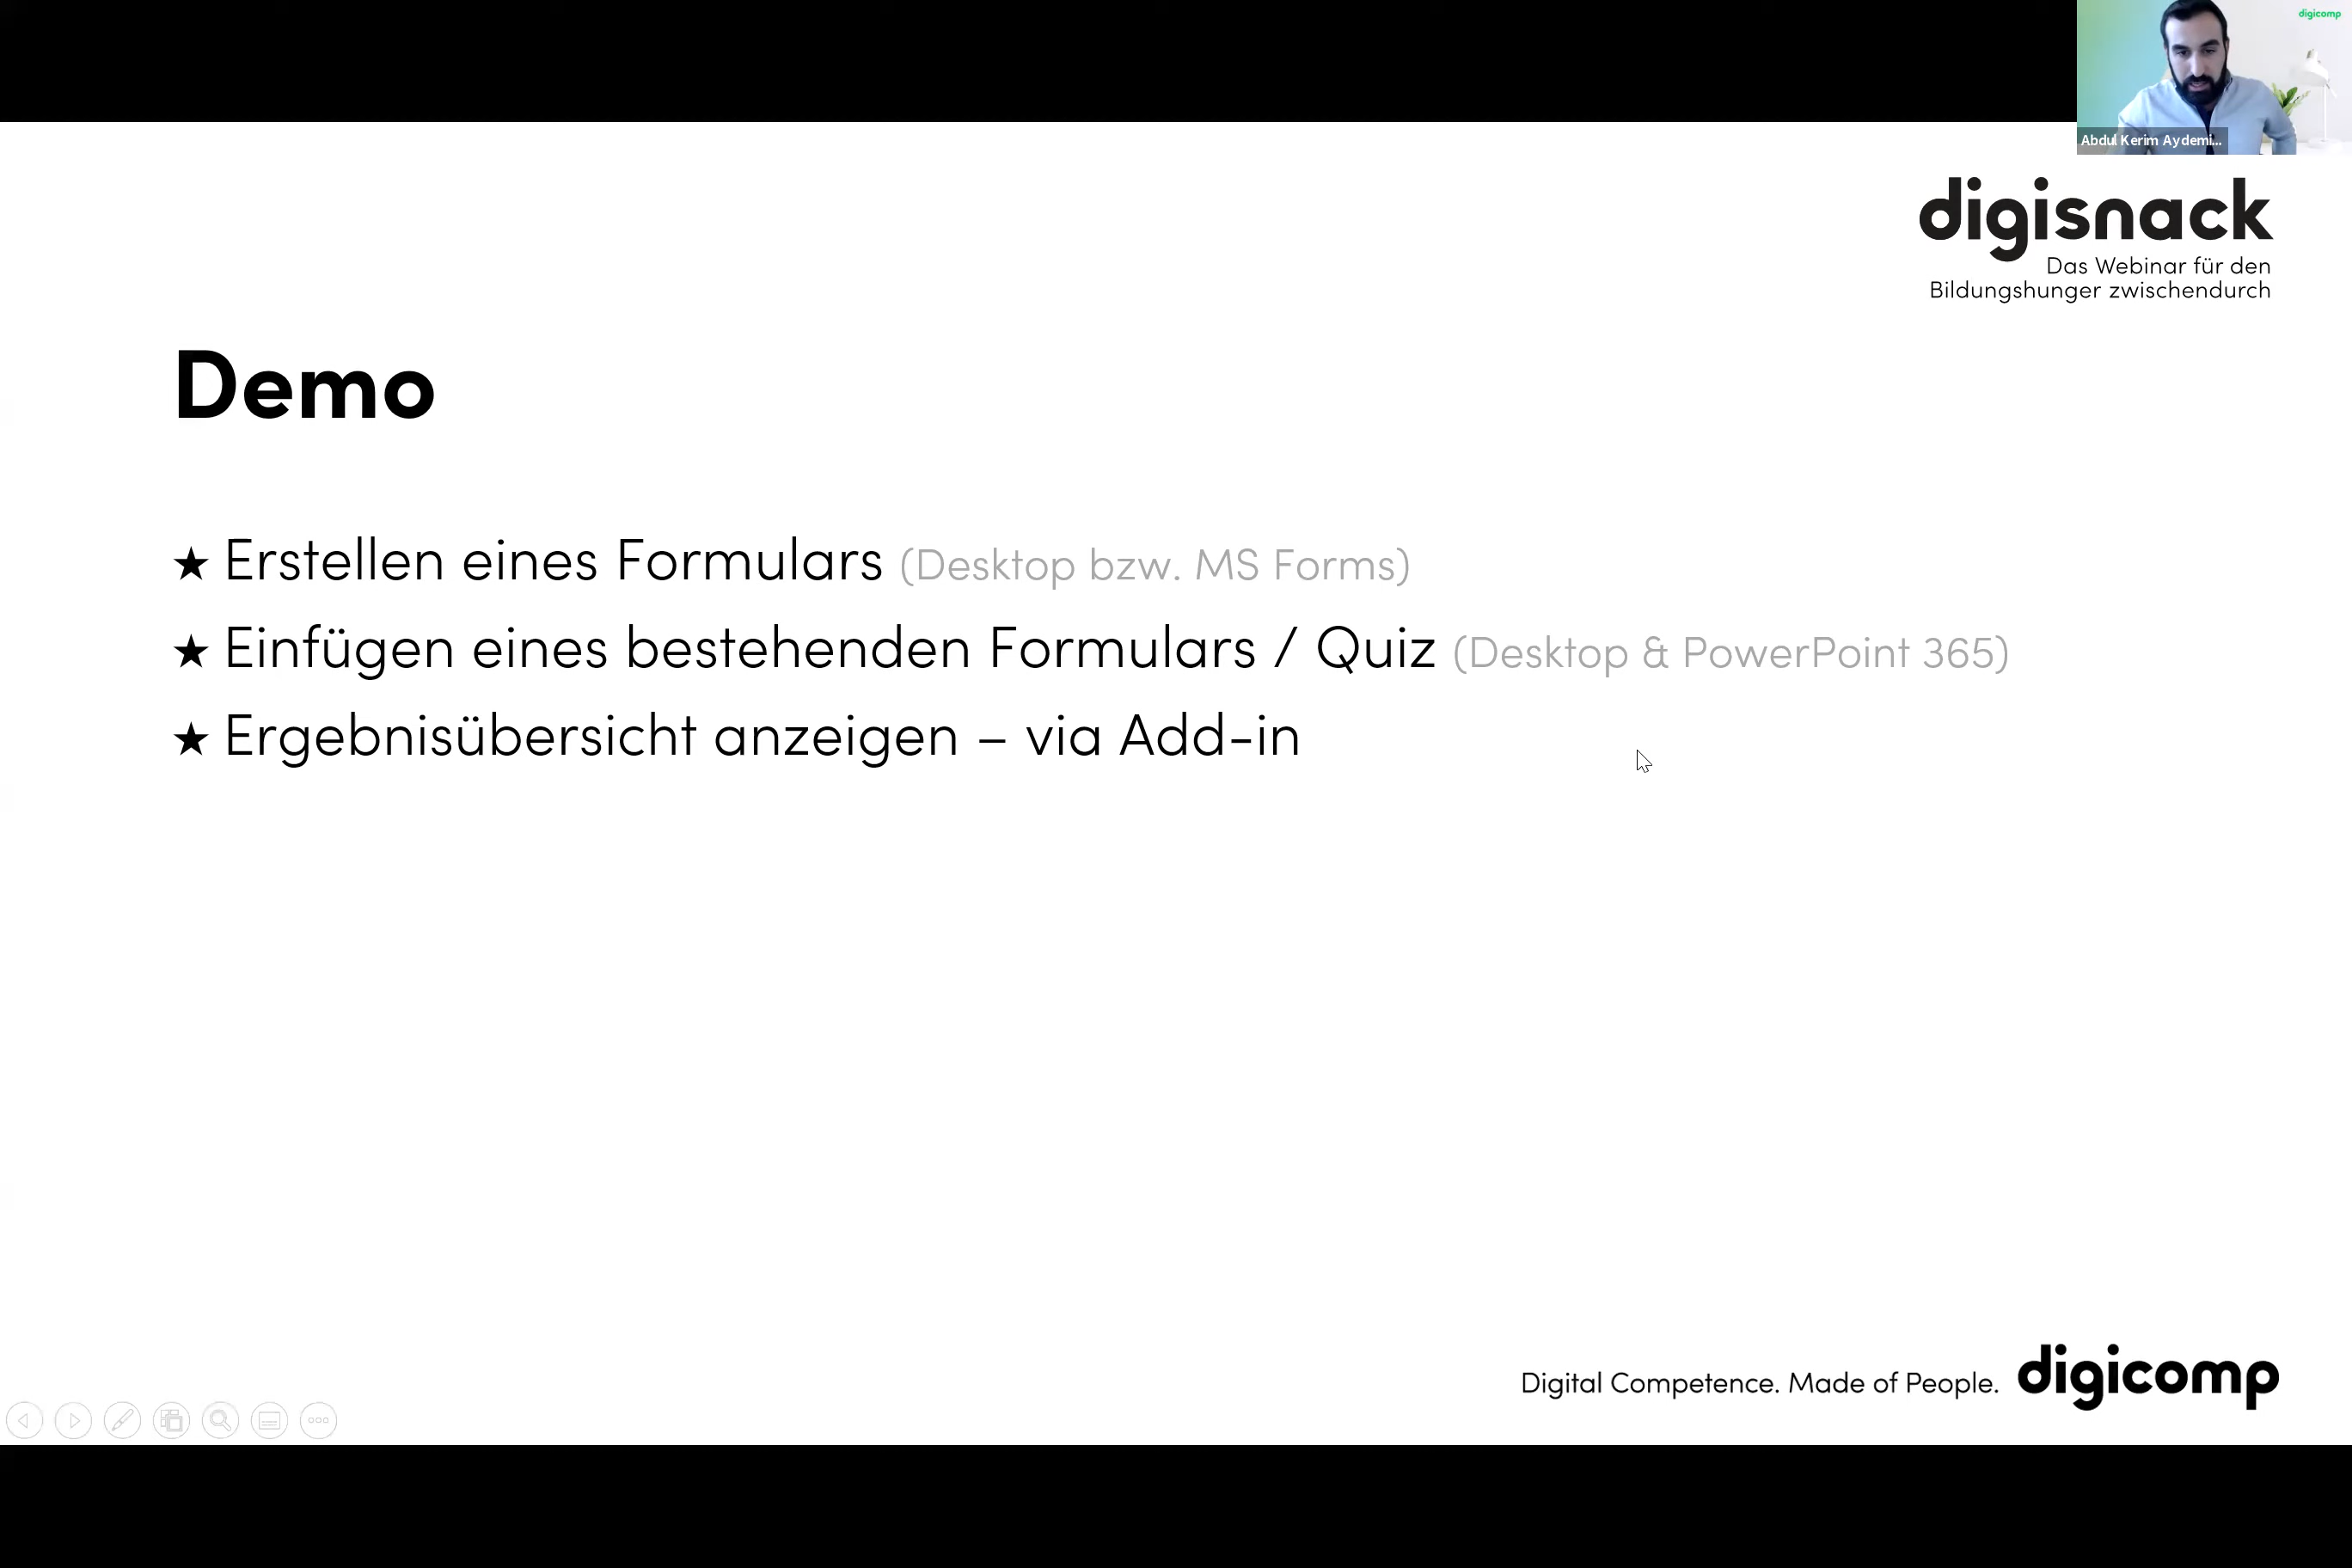 digicomp
Abdul Kerim Aydemi...
digisnack
Das Webinar für den
Bildungshunger zwischendurch
Demo
★ Erstellen eines Formulars (Desktop bzw. MS Forms)
★ Einfügen eines bestehenden Formulars / Quiz (Desktop & PowerPoint 365)
★ Ergebnisübersicht anzeigen – via Add-in
Digital Competence. Made of People. digicomp